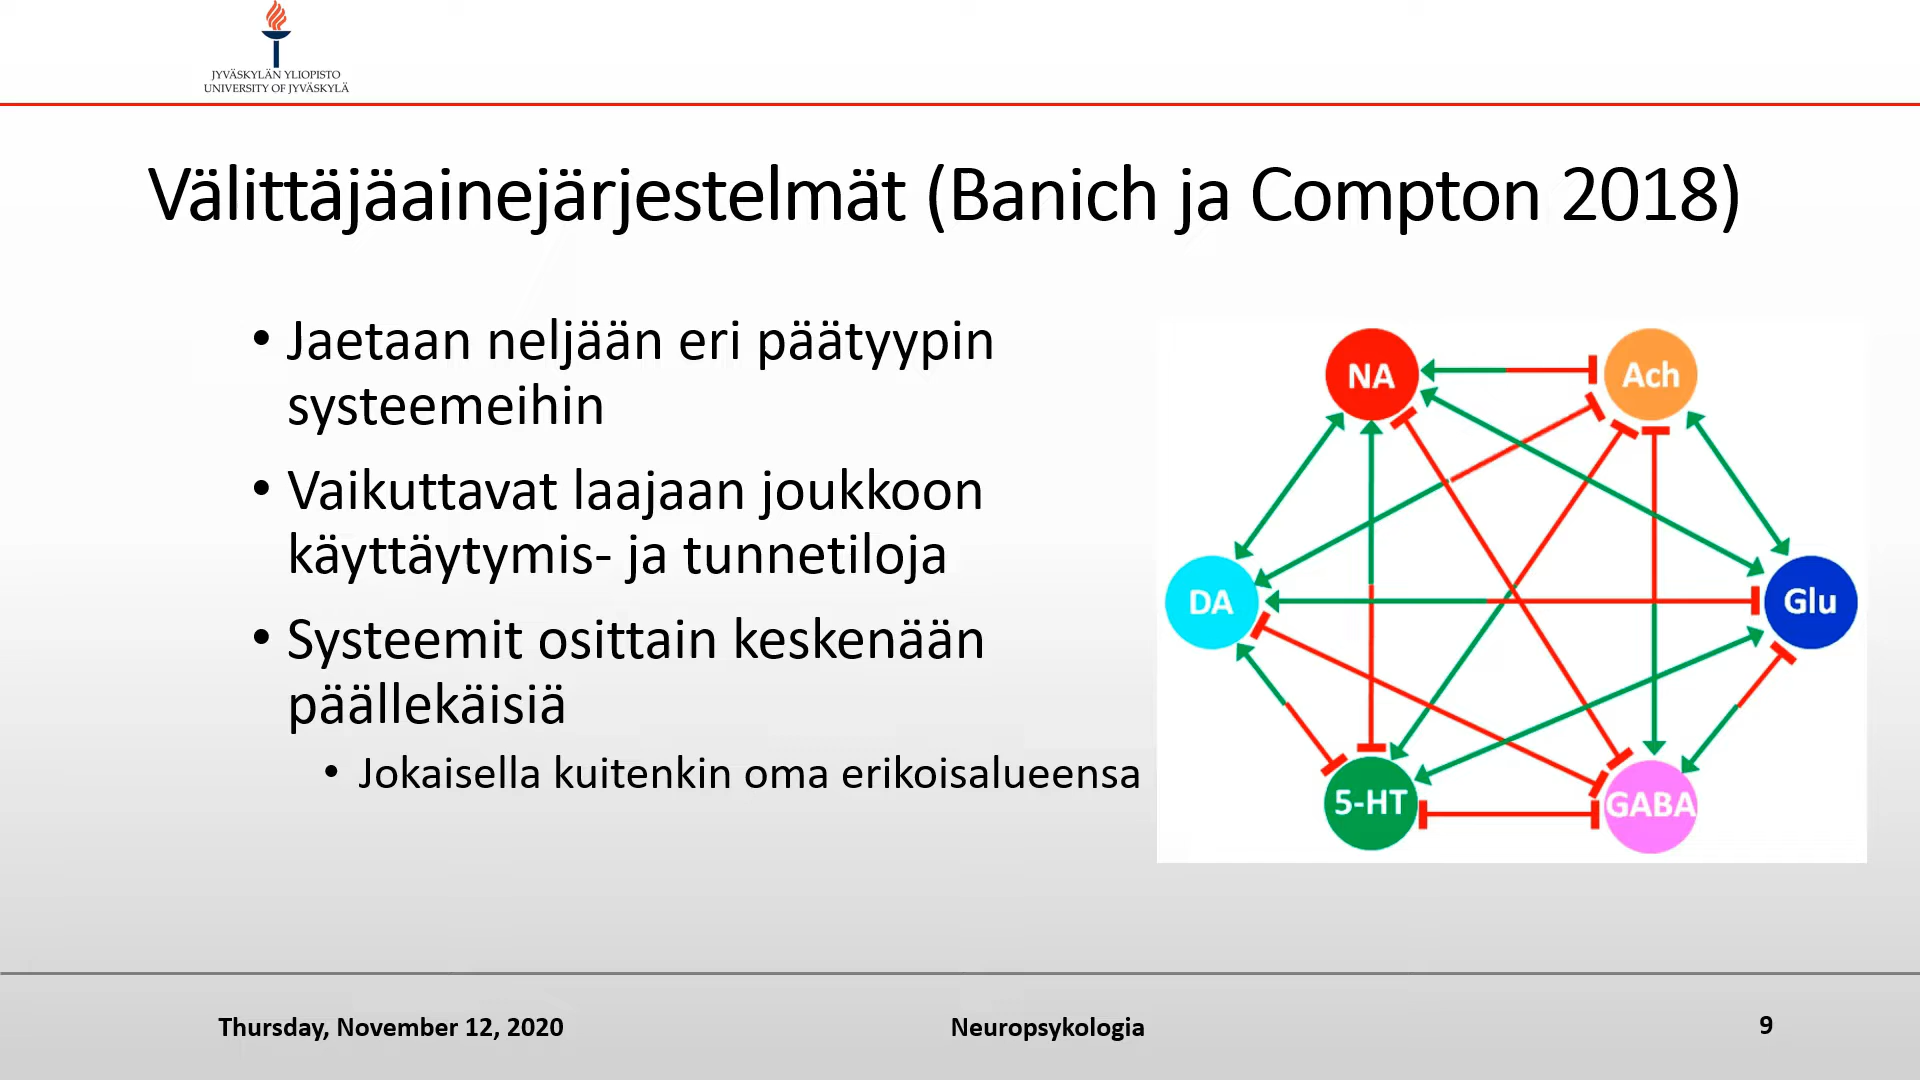 JYVÄSKYLÄN YLIOPISTO
UNIVERSITY OF JYVÄSKYLÄ
Välittäjäainejärjestelmät (Banich ja Compton 2018)
• Jaetaan neljään eri päätyypin
systeemeihin
• Vaikuttavat laajaan joukkoon
käyttäytymis- ja tunnetiloja
• Systeemit osittain keskenään
päällekäisiä
• Jokaisella kuitenkin oma erikoisalueensa
NA
Ach
DA
Glu
5-HT
GABA
Thursday, November 12, 2020
Neuropsykologia
9